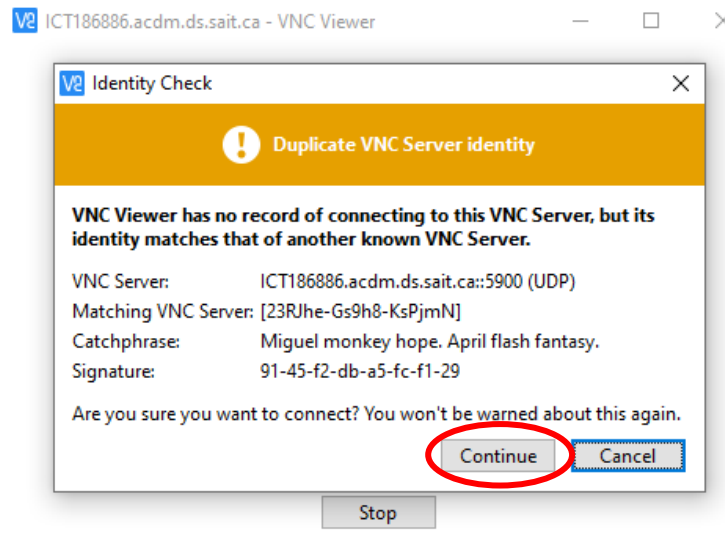 V2 ICT186886.acdm.ds.sait.ca - VNC Viewer
V2 Identity Check
Duplicate VNC Server identity
VNC Viewer has no record of connecting to this VNC Server, but its
identity matches that of another known VNC Server.
VNC Server: ICT186886.acdm.ds.sait.ca::5900 (UDP)
Matching VNC Server: [23RJhe-Gs9h8-KsPjmN]
Catchphrase: Miguel monkey hope. April flash fantasy.
Signature: 91-45-f2-db-a5-fc-f1-29
Are you sure you want to connect? You won't be warned about this again.
Continue Cancel
Stop